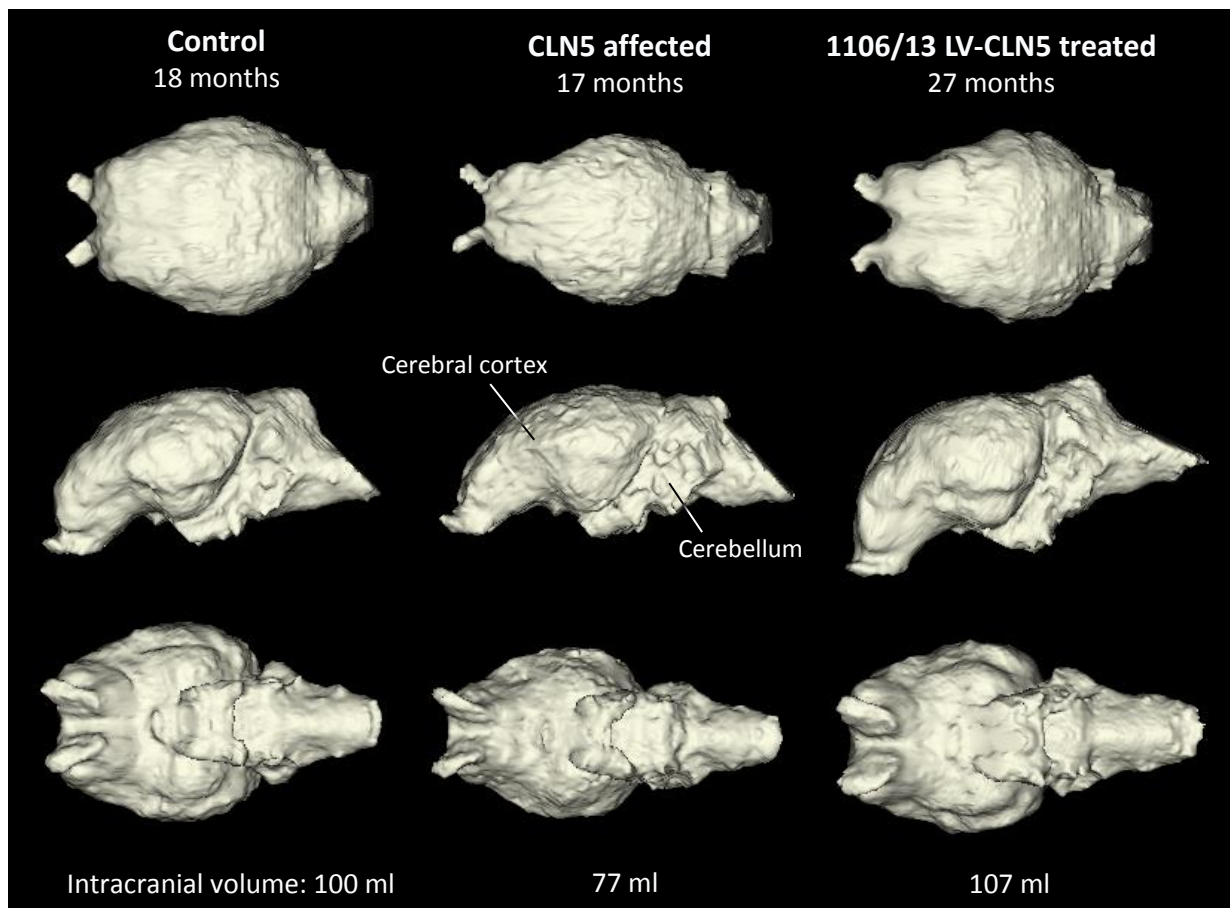 Control
18 months
CLN5 affected
17 months
1106/13 LV-CLN5 treated
27 months
Cerebral cortex
Cerebellum
Intracranial volume: 100 ml
77 ml
107 ml